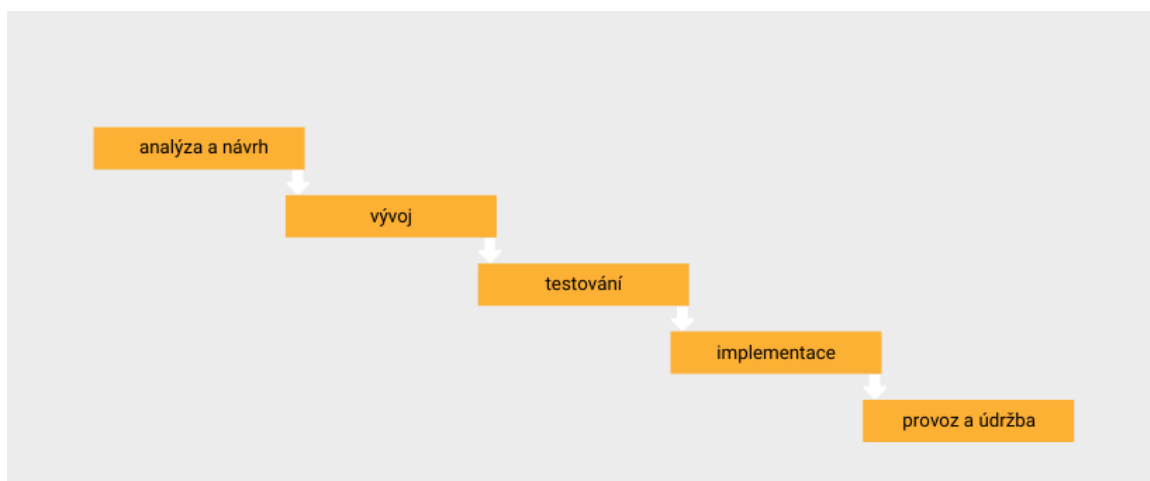 analýza a návrh
vývoj
testování
implementace
provoz a údržba